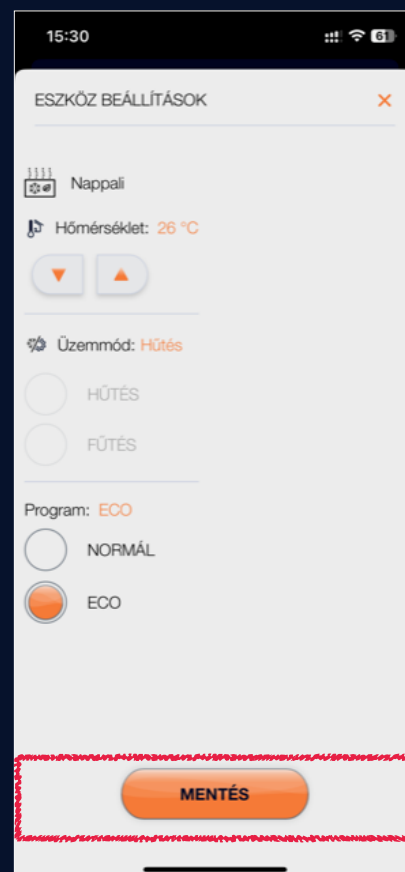 15:30
61
ESZKÖZ BEÁLLÍTÁSOK
Nappali
Hőmérséklet: 26 °C
Üzemmód: Hűtés
HŰTÉS
FŰTÉS
Program: ECO
NORMÁL
ECO
MENTÉS